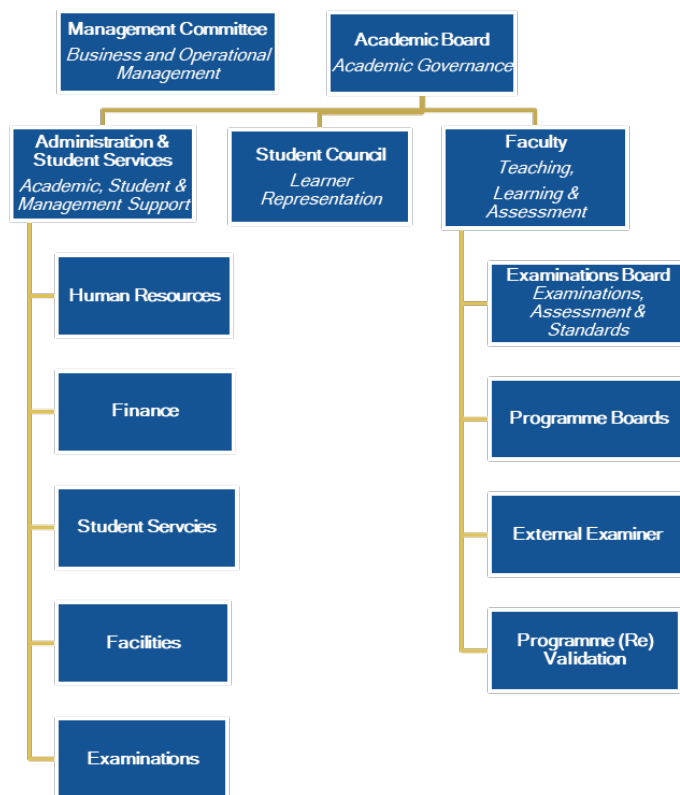 Management Committee
Business and Operational
Management
Academic Board
Academic Governance
Administration &
Student Services
Academic, Student &
Management Support
Student Council
Learner
Representation
Faculty
Teaching,
Learning &
Assessment
Human Resources
Finance
Student Servcies
Facilities
Examinations
Examinations Board
Examinations,
Assessment &
Standards
Programme Boards
External Examiner
Programme (Re)
Validation